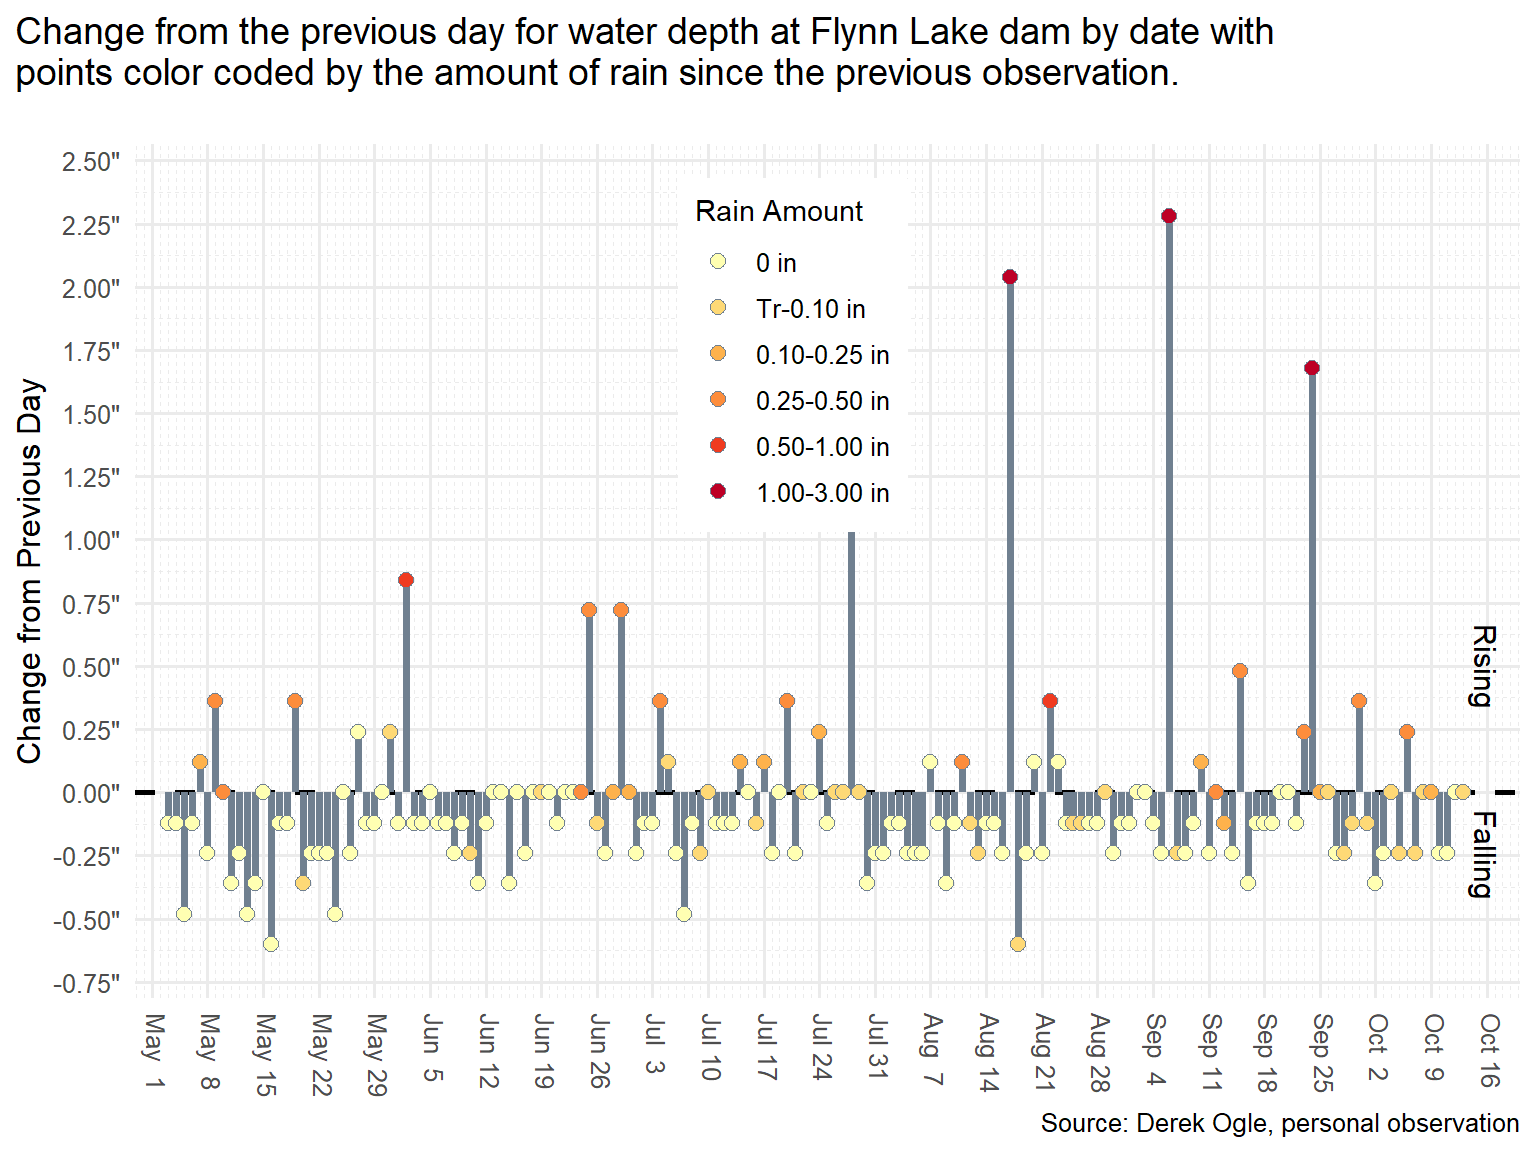 Change from the previous day for water depth at Flynn Lake dam by date with
points color coded by the amount of rain since the previous observation.
2.50"
2.25"
2.00"
1.75"
1.50"
1.25"
1.00"
0.75"
0.50"
0.25"
0.00"
-0.25"
-0.50"
-0.75"
Change from Previous Day
Rain Amount
0 in
Tr-0.10 in
0.10-0.25 in
0.25-0.50 in
0.50-1.00 in
1.00-3.00 in
Rising
Falling
May 1
May 8
May 15
May 22
May 29
Jun 5
Jun 12
Jun 19
Jun 26
Jul 3
Jul 10
Jul 17
Jul 24
Jul 31
Aug 7
Aug 14
Aug 21
Aug 28
Sep 4
Sep 11
Sep 18
Sep 25
Oct 2
Oct 9
Oct 16
Source: Derek Ogle, personal observation